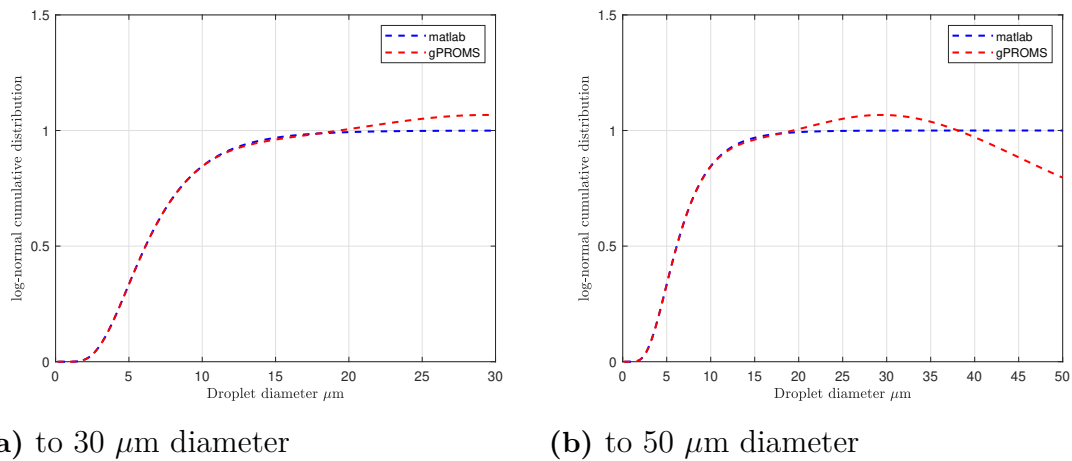 1.5
1
0.5
0
log-normal cumulative distribution
matlab
gPROMS
0 5 10 15 20 25 30
Droplet diameter μm
1.5
1
0.5
0
log-normal cumulative distribution
matlab
gPROMS
0 5 10 15 20 25 30 35 40 45 50
Droplet diameter μm
a) to 30 μm diameter
(b) to 50 μm diameter